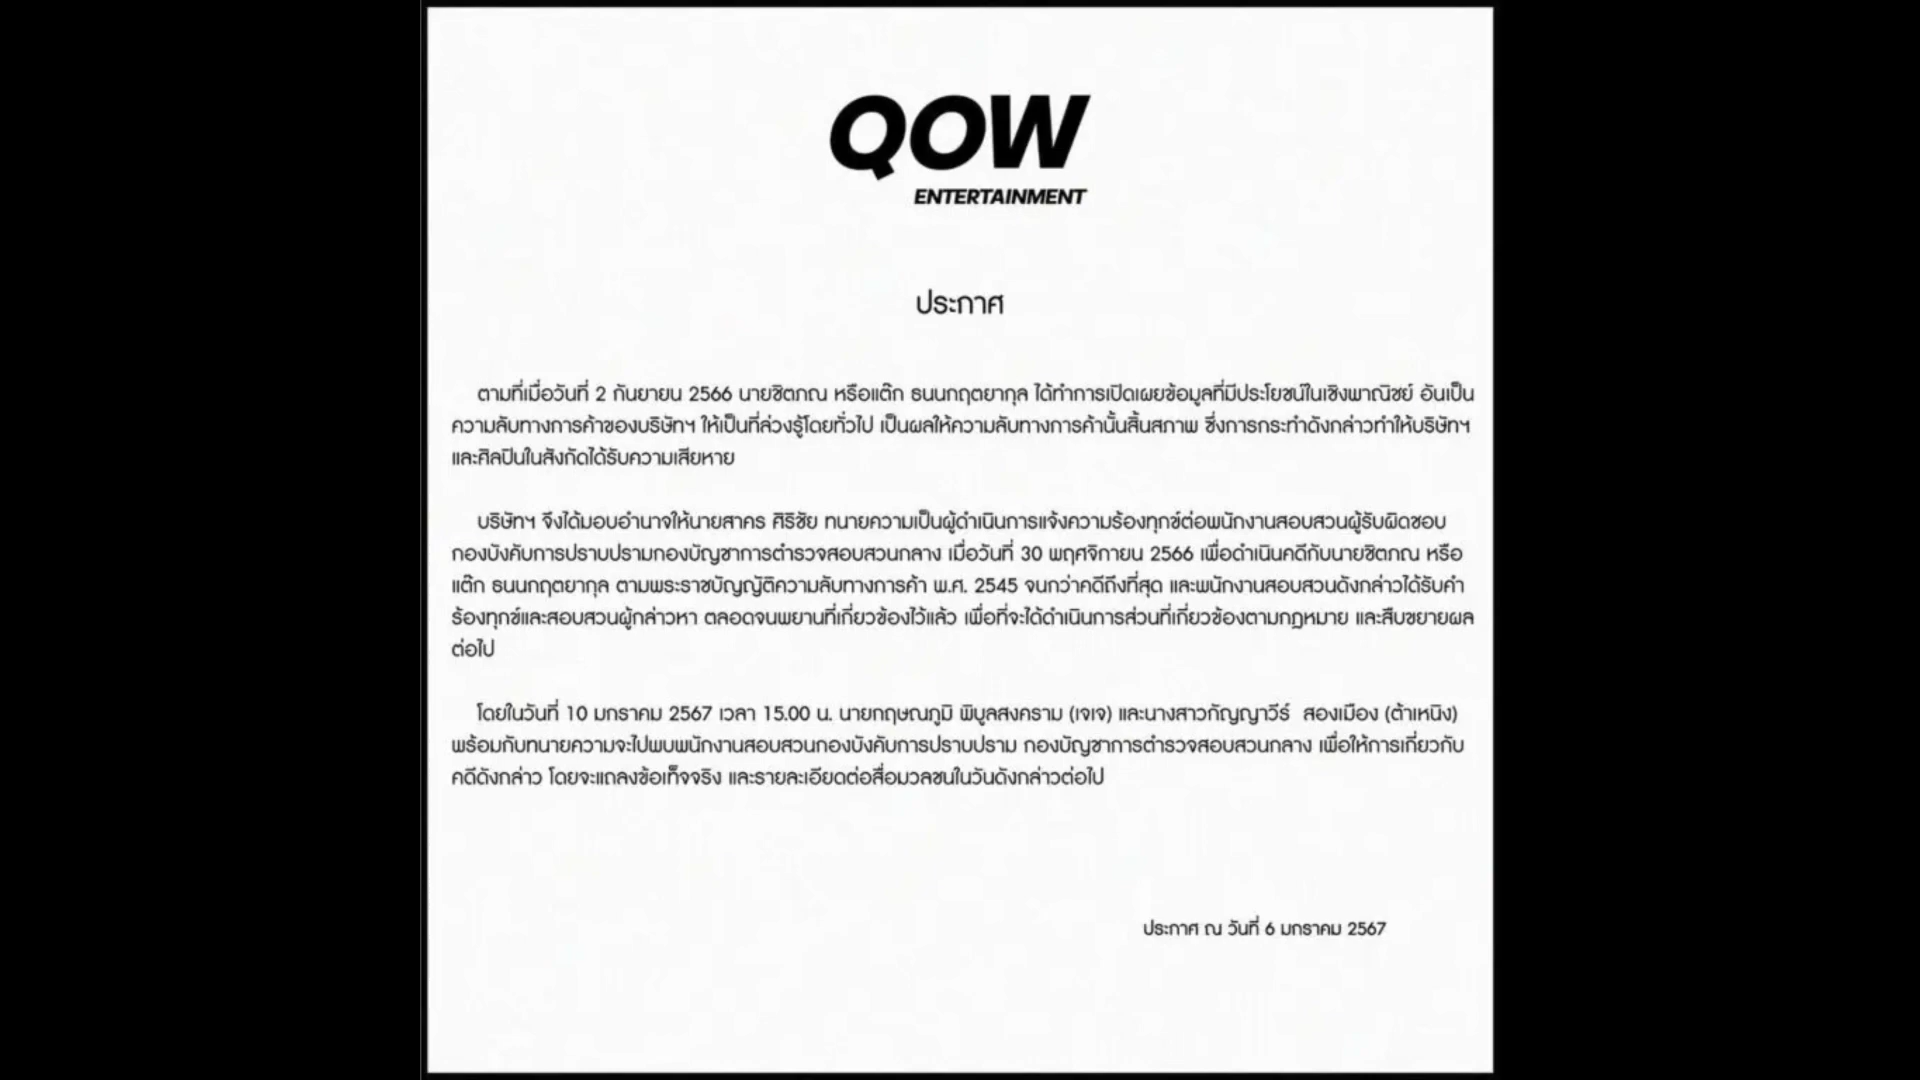 QOW
ENTERTAINMENT
ประกาศ
ตามที่เมื่อวันที่ 2 กันยายน 2566 นายชิตภณ หรือแต๊ก ธนนกฤตยากุล ได้ทำการเปิดเผยข้อมูลที่มีประโยชน์ในเชิงพาณิชย์ อันเป็น
ความลับทางการค้าของบริษัทฯ ให้เป็นที่ล่วงรู้โดยทั่วไป เป็นผลให้ความลับทางการค้านั้นสิ้นสภาพ ซึ่งการกระทำดังกล่าวทำให้บริษัทฯ
และศิลปินในสังกัดได้รับความเสียหาย
บริษัทฯ จึงได้มอบอำนาจให้นายสาคร ศิริชัย ทนายความเป็นผู้ดำเนินการแจ้งความร้องทุกข์ต่อพนักงานสอบสวนผู้รับผิดชอบ
กองบังคับการปราบปรามกองบัญชาการตำรวจสอบสวนกลาง เมื่อวันที่ 30 พฤศจิกายน 2566 เพื่อดำเนินคดีกับนายชิตภณ หรือ
แต๊ก ธนนกฤตยากุล ตามพระราชบัญญัติความลับทางการค้า พ.ศ. 2545 จนกว่าคดีถึงที่สุด และพนักงานสอบสวนดังกล่าวได้รับคำ
ร้องทุกข์และสอบสวนผู้กล่าวหา ตลอดจนพยานที่เกี่ยวข้องไว้แล้ว เพื่อที่จะได้ดำเนินการส่วนที่เกี่ยวข้องตามกฎหมาย และสืบขยายผล
ต่อไป
โดยในวันที่ 10 มกราคม 2567 เวลา 15.00 น. นายกฤษณภูมิ พิบูลสงคราม (เจเจ) และนางสาวกัญญาวีร์ สองเมือง (ต้าเหนิง)
พร้อมกับทนายความจะไปพบพนักงานสอบสวนกองบังคับการปราบปราม กองบัญชาการตำรวจสอบสวนกลาง เพื่อให้การเกี่ยวกับ
คดีดังกล่าว โดยจะแถลงข้อเท็จจริง และรายละเอียดต่อสื่อมวลชนในวันดังกล่าวต่อไป
ประกาศ ณ วันที่ 6 มกราคม 2567